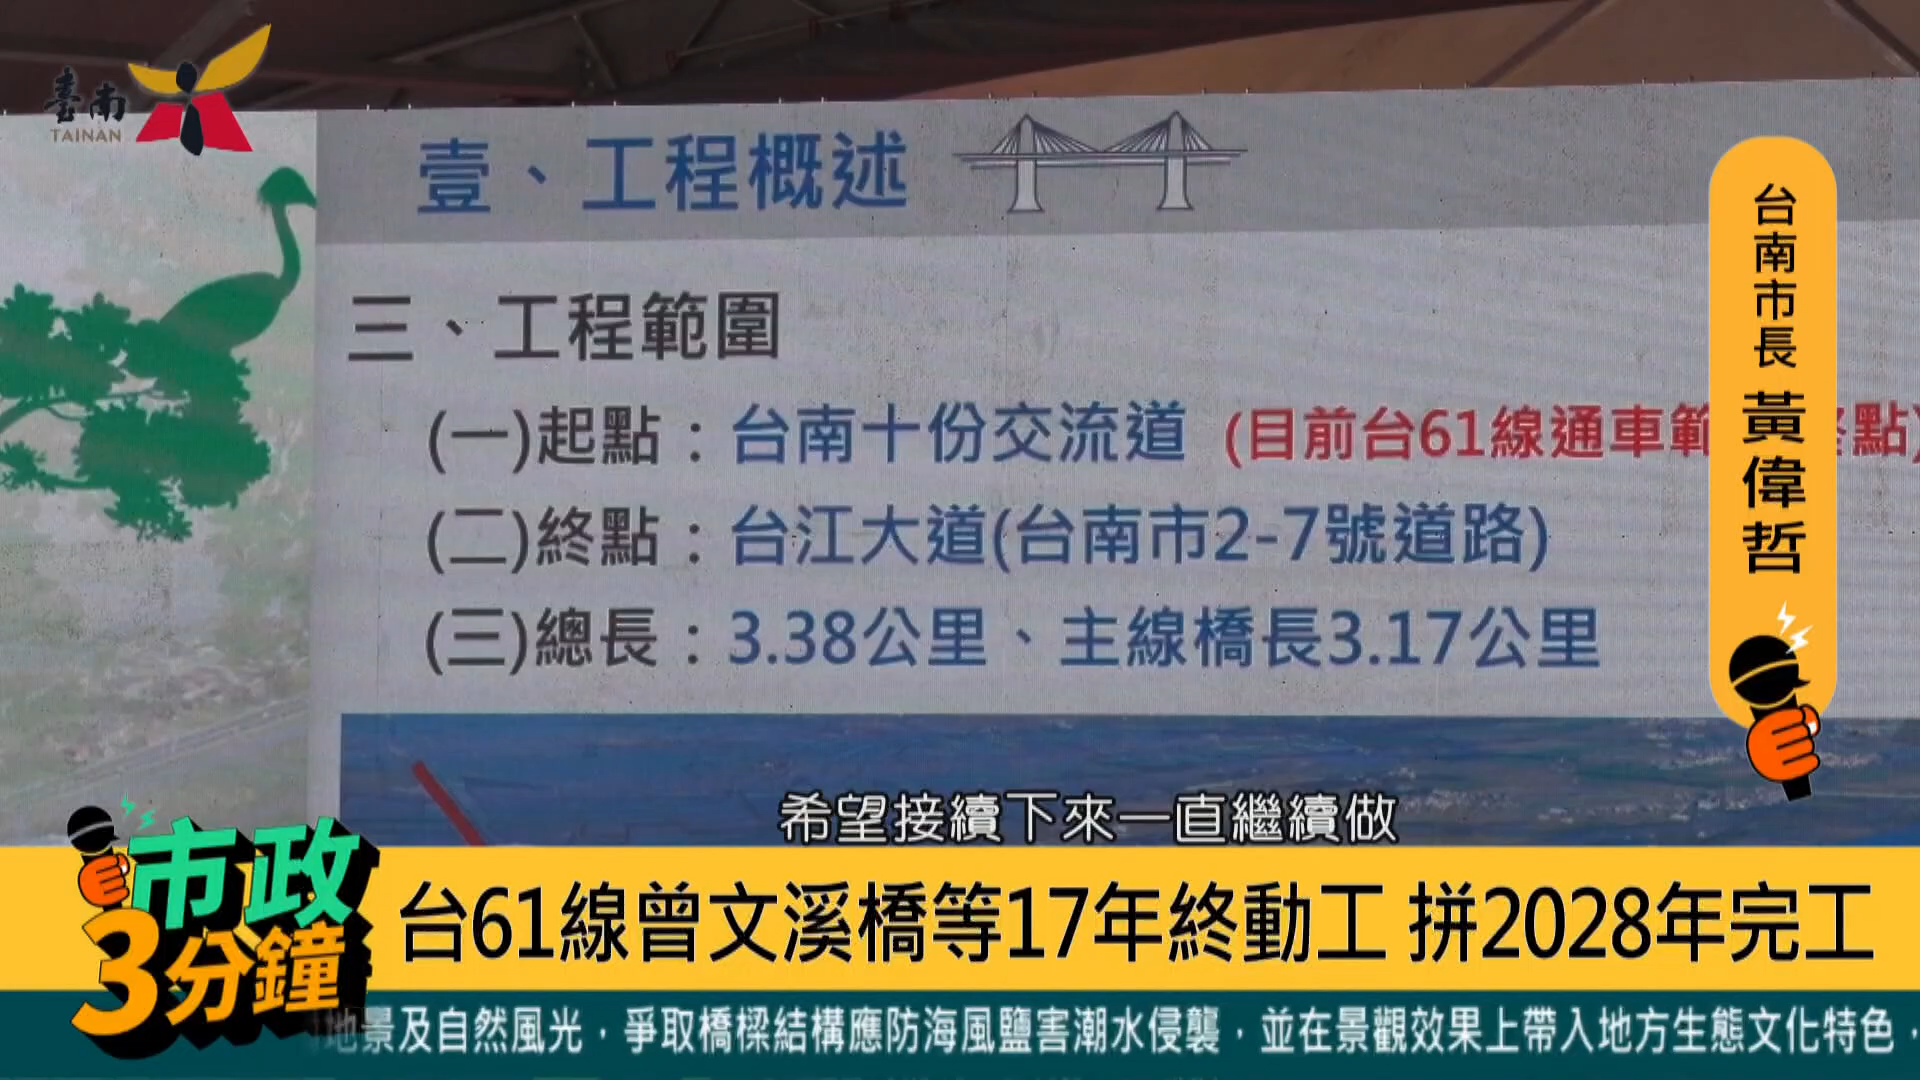 臺南
TAINAN
壹、工程概述
三、工程範圍
(一)起點：台南十份交流道 (目前台61線通車範
終點)
(二)終點：台江大道(台南市2-7號道路)
(三)總長：3.38公里、主線橋長3.17公里
台南市長 黃偉哲
希望接續下來一直繼續做
市政
3分鐘
台61線曾文溪橋等17年終動工 拼2028年完工
地景及自然風光，爭取橋樑結構應防海風鹽害潮水侵襲，並在景觀效果上帶入地方生態文化特色，